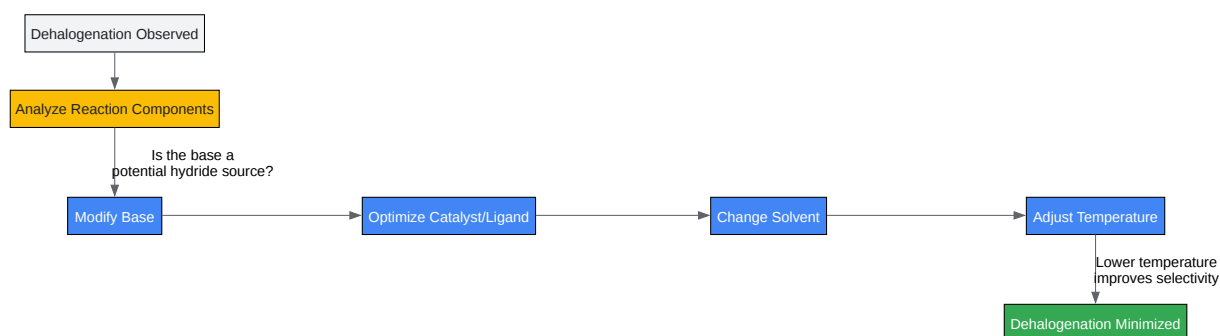 Dehalogenation Observed
Analyze Reaction Components
Is the base a
potential hydride source?
Modify Base
Optimize Catalyst/Ligand
Change Solvent
Adjust Temperature
Lower temperature
improves selectivity
Dehalogenation Minimized